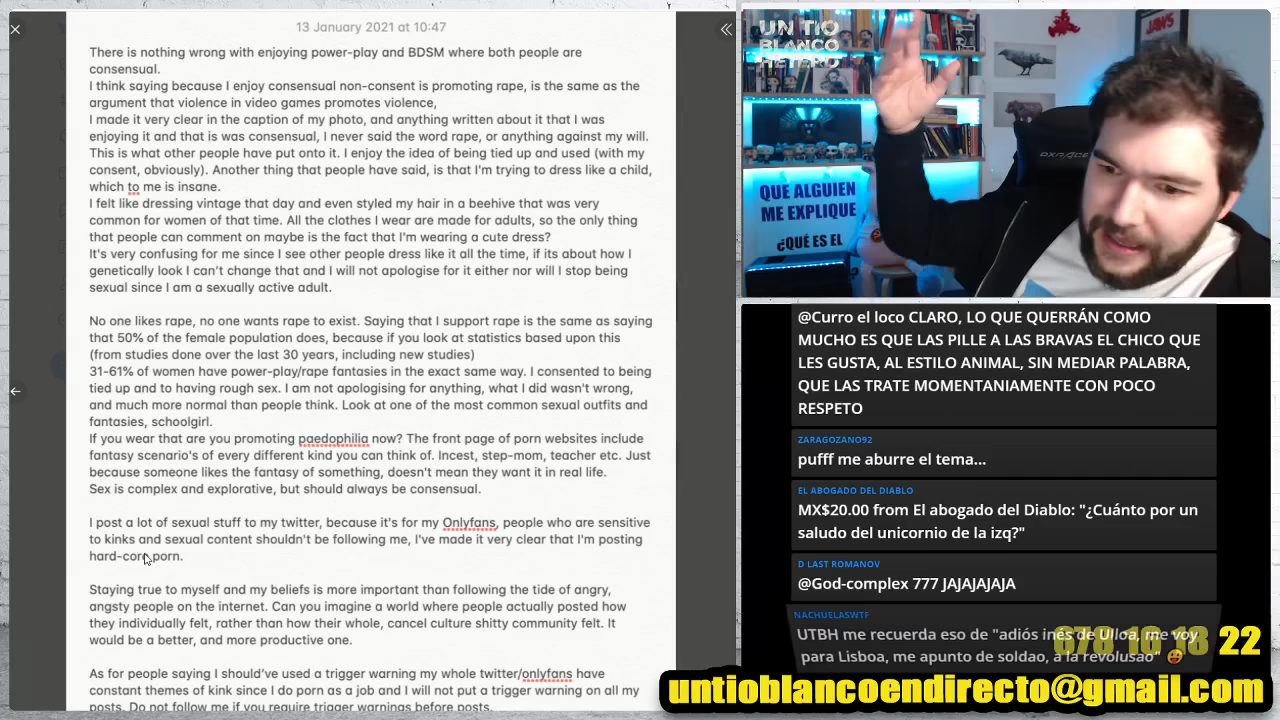 13 January 2021 at 10:47
There is nothing wrong with enjoying power-play and BDSM where both people are
consensual.
I think saying because I enjoy consensual non-consent is promoting rape, is the same as the
argument that violence in video games promotes violence,
I made it very clear in the caption of my photo, and anything written about it that I was
enjoying it and that is was consensual, I never said the word rape, or anything against my will.
This is what other people have put onto it. I enjoy the idea of being tied up and used (with my
consent, obviously). Another thing that people have said, is that I'm trying to dress like a child,
which to me is insane.
I felt like dressing vintage that day and even styled my hair in a beehive that was very
common for women of that time. All the clothes I wear are made for adults, so the only thing
that people can comment on maybe is the fact that I'm wearing a cute dress?
It's very confusing for me since I see other people dress like it all the time, if its about how I
genetically look I can't change that and I will not apologise for it either nor will I stop being
sexual since I am a sexually active adult.
No one likes rape, no one wants rape to exist. Saying that I support rape is the same as saying
that 50% of the female population does, because if you look at statistics based upon this
(from studies done over the last 30 years, including new studies)
31-61% of women have power-play/rape fantasies in the exact same way. I consented to being
tied up and to having rough sex. I am not apologising for anything, what I did wasn't wrong,
and much more normal than people think. Look at one of the most common sexual outfits and
fantasies, schoolgirl.
If you wear that are you promoting paedophilia now? The front page of porn websites include
fantasy scenario's of every different kind you can think of. Incest, step-mom, teacher etc. Just
because someone likes the fantasy of something, doesn't mean they want it in real life.
Sex is complex and explorative, but should always be consensual.
I post a lot of sexual stuff to my twitter, because it's for my Onlyfans, people who are sensitive
to kinks and sexual content shouldn't be following me, I've made it very clear that I'm posting
hard-core porn.
Staying true to myself and my beliefs is more important than following the tide of angry,
angsty people on the internet. Can you imagine a world where people actually posted how
they individually felt, rather than how their whole, cancel culture shitty community felt. It
would be a better, and more productive one.
As for people saying I should've used a trigger warning my whole twitter/onlyfans have
constant themes of kink since I do porn as a job and I will not put a trigger warning on all my
posts. Do not follow me if you require trigger warnings before posts.
UN TIO
BLANCO
HETERO
JAWS
DXRACER
QUE ALGUIEN
ME EXPLIQUE
¿QUÉ ES EL
@Curro el loco CLARO, LO QUE QUERRÁN COMO
MUCHO ES QUE LAS PILLE A LAS BRAVAS EL CHICO QUE
LES GUSTA, AL ESTILO ANIMAL, SIN MEDIAR PALABRA,
QUE LAS TRATE MOMENTANIAMENTE CON POCO
RESPETO
ZARAGOZANO92
pufff me aburre el tema...
EL ABOGADO DEL DIABLO
MX$20.00 from El abogado del Diablo: "¿Cuánto por un
saludo del unicornio de la izq?"
D LAST ROMANOV
@God-complex 777 JAJAJAJAJA
NACHUELASWTF
UTBH me recuerda eso de "adiós inés de Ulloa, me voy
para Lisboa, me apunto de soldao, a la revolusao"
22
untioblancoendirecto@gmail.com